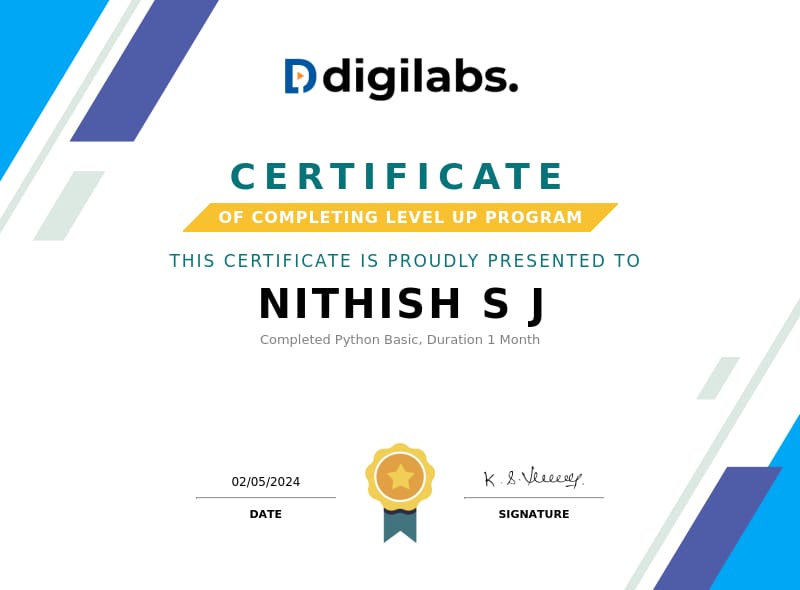 digilabs.
CERTIFICATE
OF COMPLETING LEVEL UP PROGRAM
THIS CERTIFICATE IS PROUDLY PRESENTED TO
NITHISH S J
Completed Python Basic, Duration 1 Month
02/05/2024
DATE
K. S.
SIGNATURE